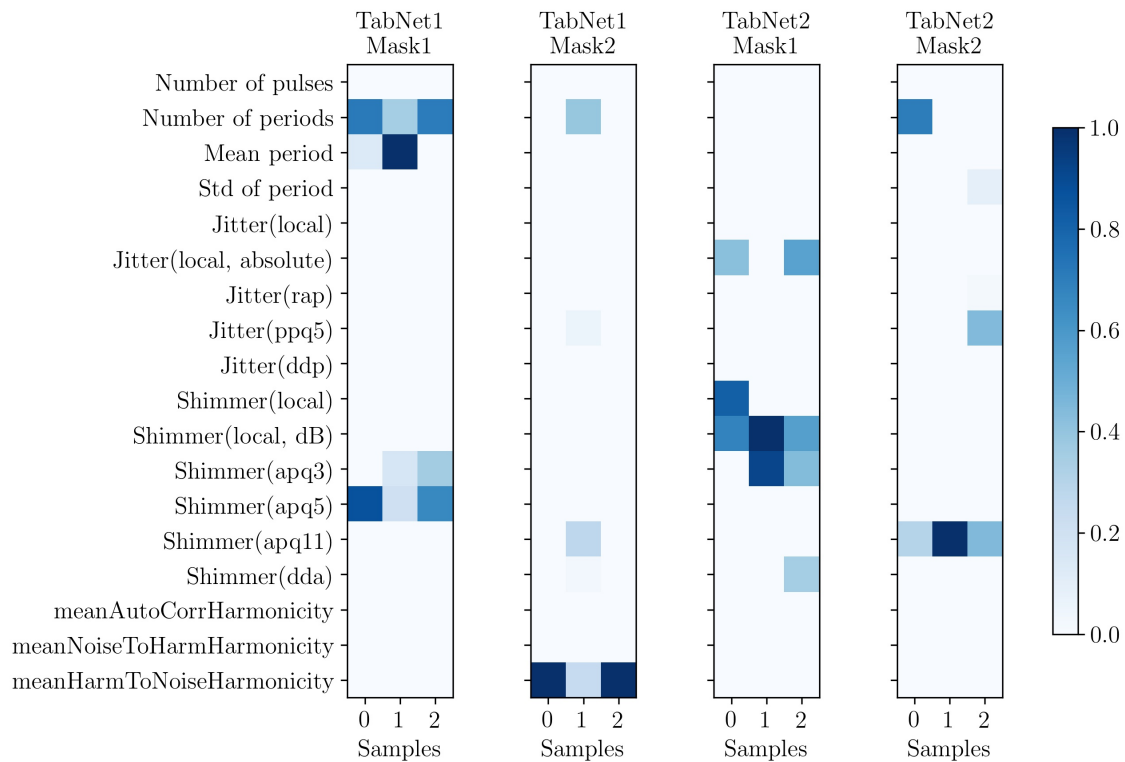 TabNet1
Mask1
TabNet1
Mask2
TabNet2
Mask1
TabNet2
Mask2
Number of pulses
Number of periods
Mean period
Std of period
Jitter(local)
Jitter(local, absolute)
Jitter(rap)
Jitter(ppq5)
Jitter(ddp)
Shimmer(local)
Shimmer(local, dB)
Shimmer(apq3)
Shimmer(apq5)
Shimmer(apq11)
Shimmer(dda)
meanAutoCorrHarmonicity
meanNoiseToHarmHarmonicity
meanHarmToNoiseHarmonicity
0 1 2
Samples
0 1 2
Samples
0 1 2
Samples
0 1 2
Samples
1.0
0.8
0.6
0.4
0.2
0.0